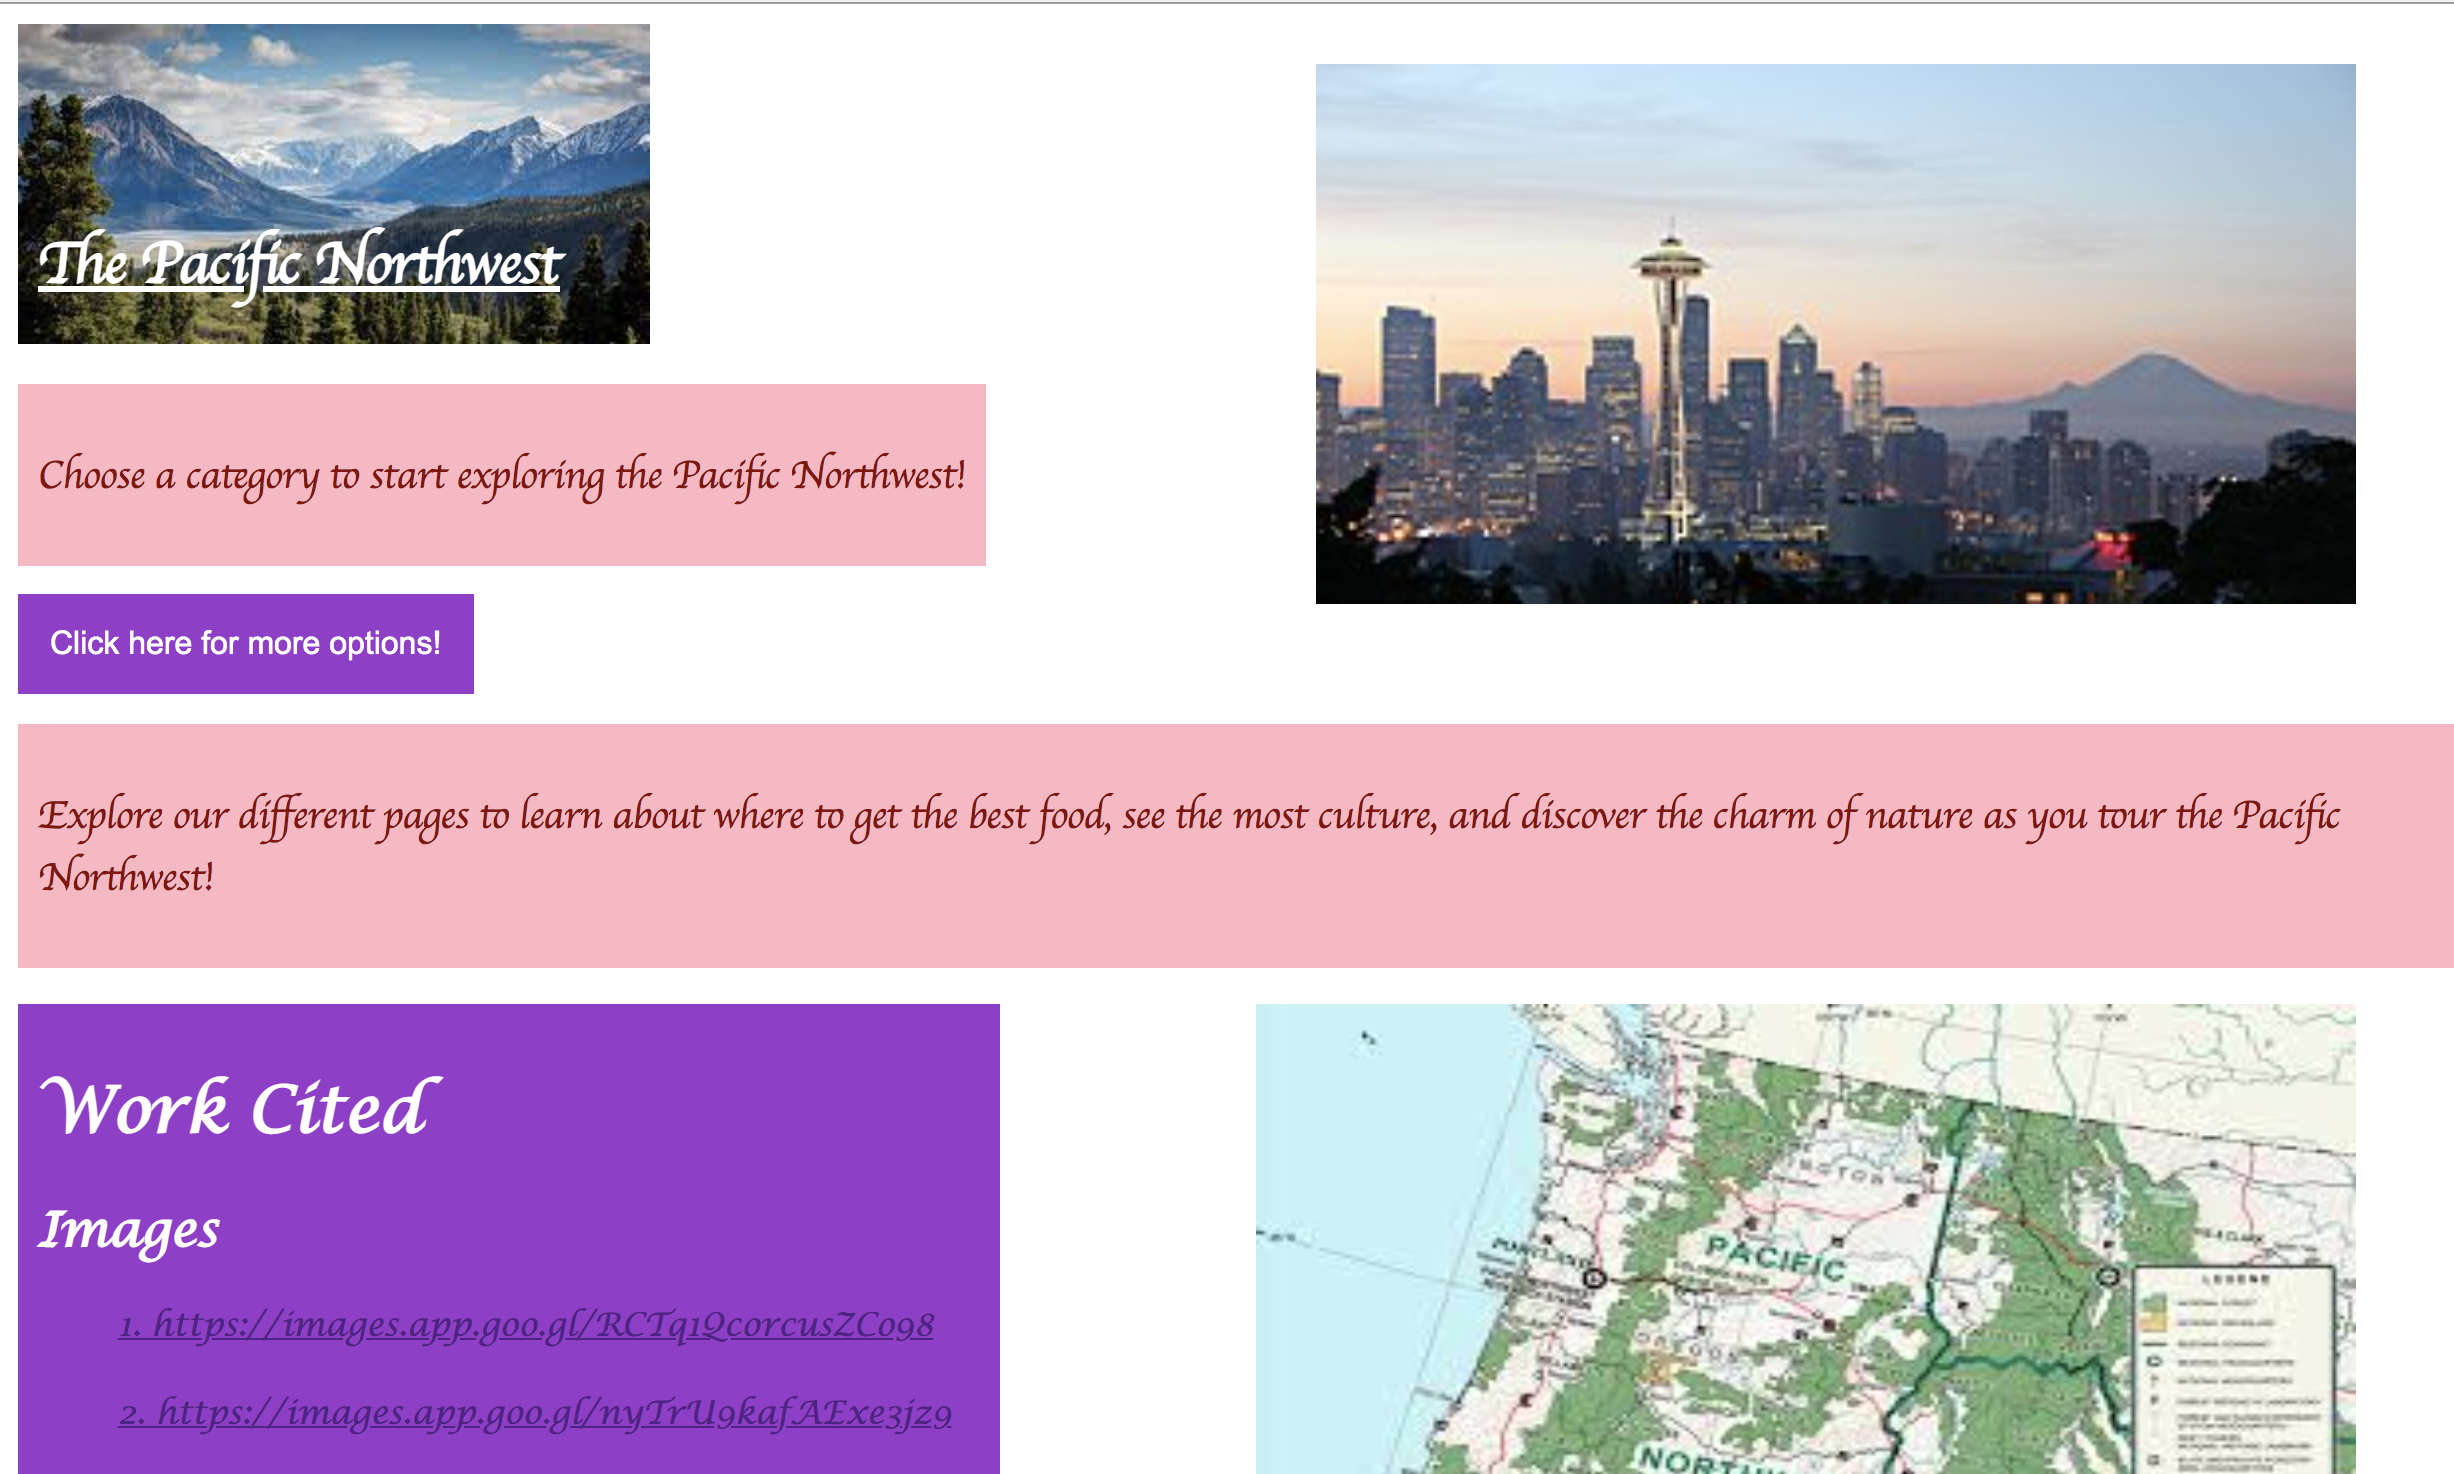 The Pacific Northwest
Choose a category to start exploring the Pacific Northwest!
Click here for more options!
Explore our different pages to learn about where to get the best food, see the most culture, and discover the charm of nature as you tour the Pacific
Northwest!
Work Cited
Images
1. https://images.app.goo.gl/RCTq1QcorcusZCo98
2. https://images.app.goo.gl/nyTrU9kafAExe3jz9
PORTLAND
PACIFIC
OREGON
LEGEND